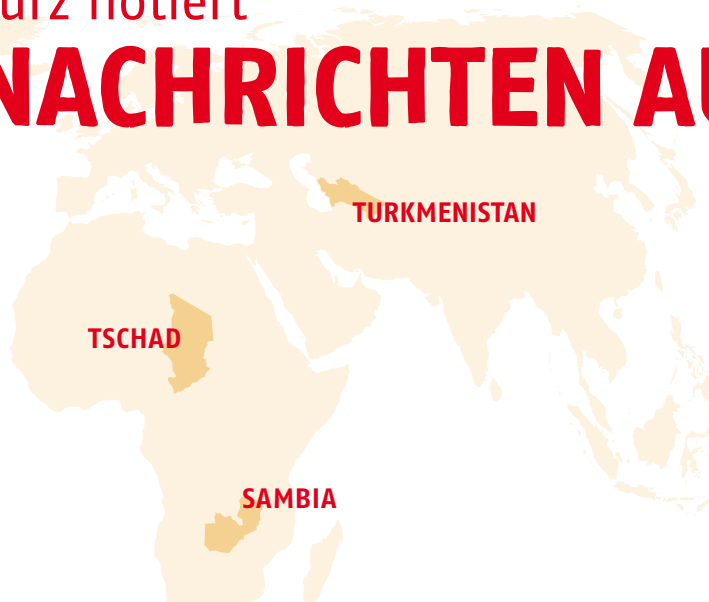 urz notiert
NACHRICHTEN AU
TURKMENISTAN
TSCHAD
SAMBIA